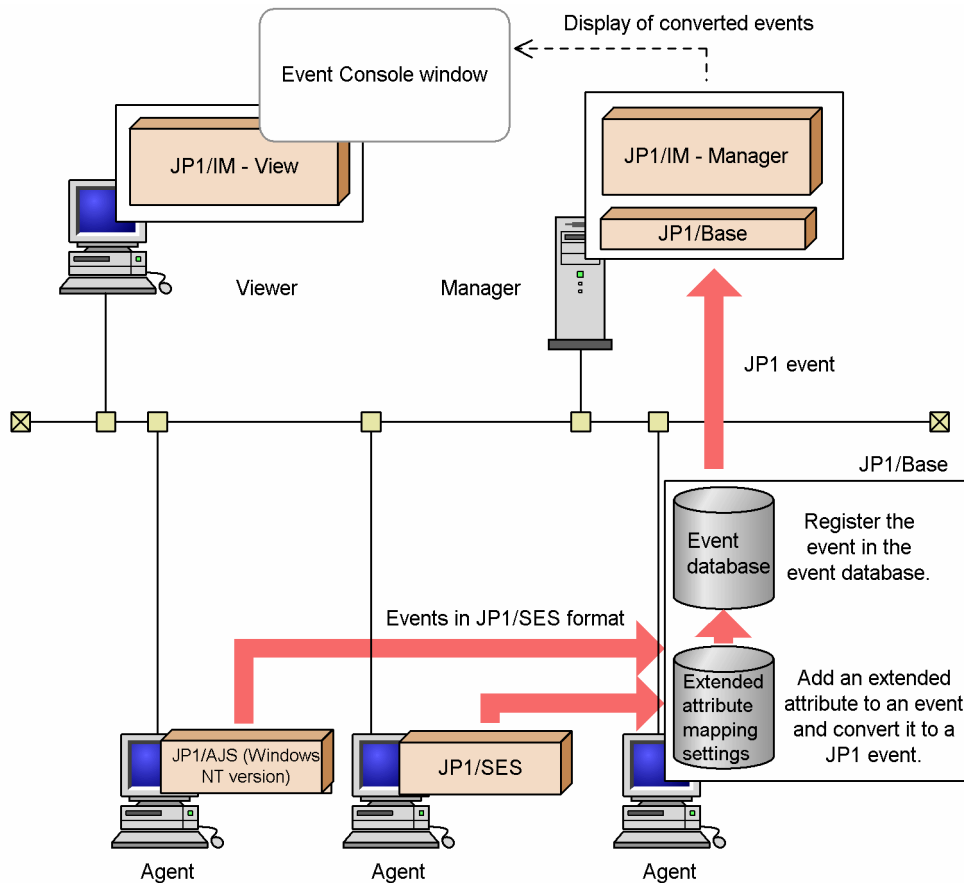 Display of converted events
Event Console window
JP1/IM - View
JP1/IM - Manager
JP1/Base
Viewer
Manager
JP1 event
JP1/Base
Event
database
Register the
event in the
event database.
Events in JP1/SES format
Extended
attribute
mapping
settings
Add an extended
attribute to an event
and convert it to a
JP1 event.
JP1/AJS (Windows
NT version)
JP1/SES
Agent
Agent
Agent